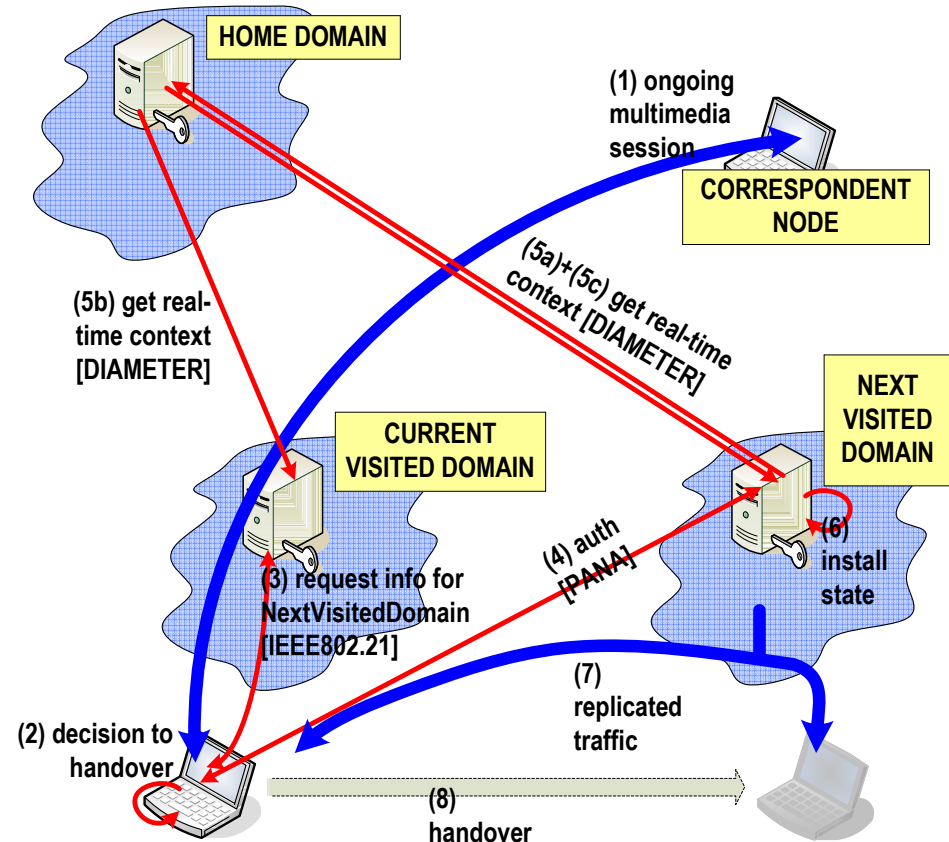 HOME DOMAIN
(1) ongoing
multimedia
session
CORRESPONDENT
NODE
(5b) get real-
time context
[DIAMETER]
(5a)+(5c) get real-time
context [DIAMETER]
NEXT
VISITED
DOMAIN
CURRENT
VISITED DOMAIN
(3) request info for
NextVisitedDomain
[IEEE802.21]
(4) auth
[PANA]
(6)
install
state
(7)
replicated
traffic
(2) decision to
handover
(8)
handover